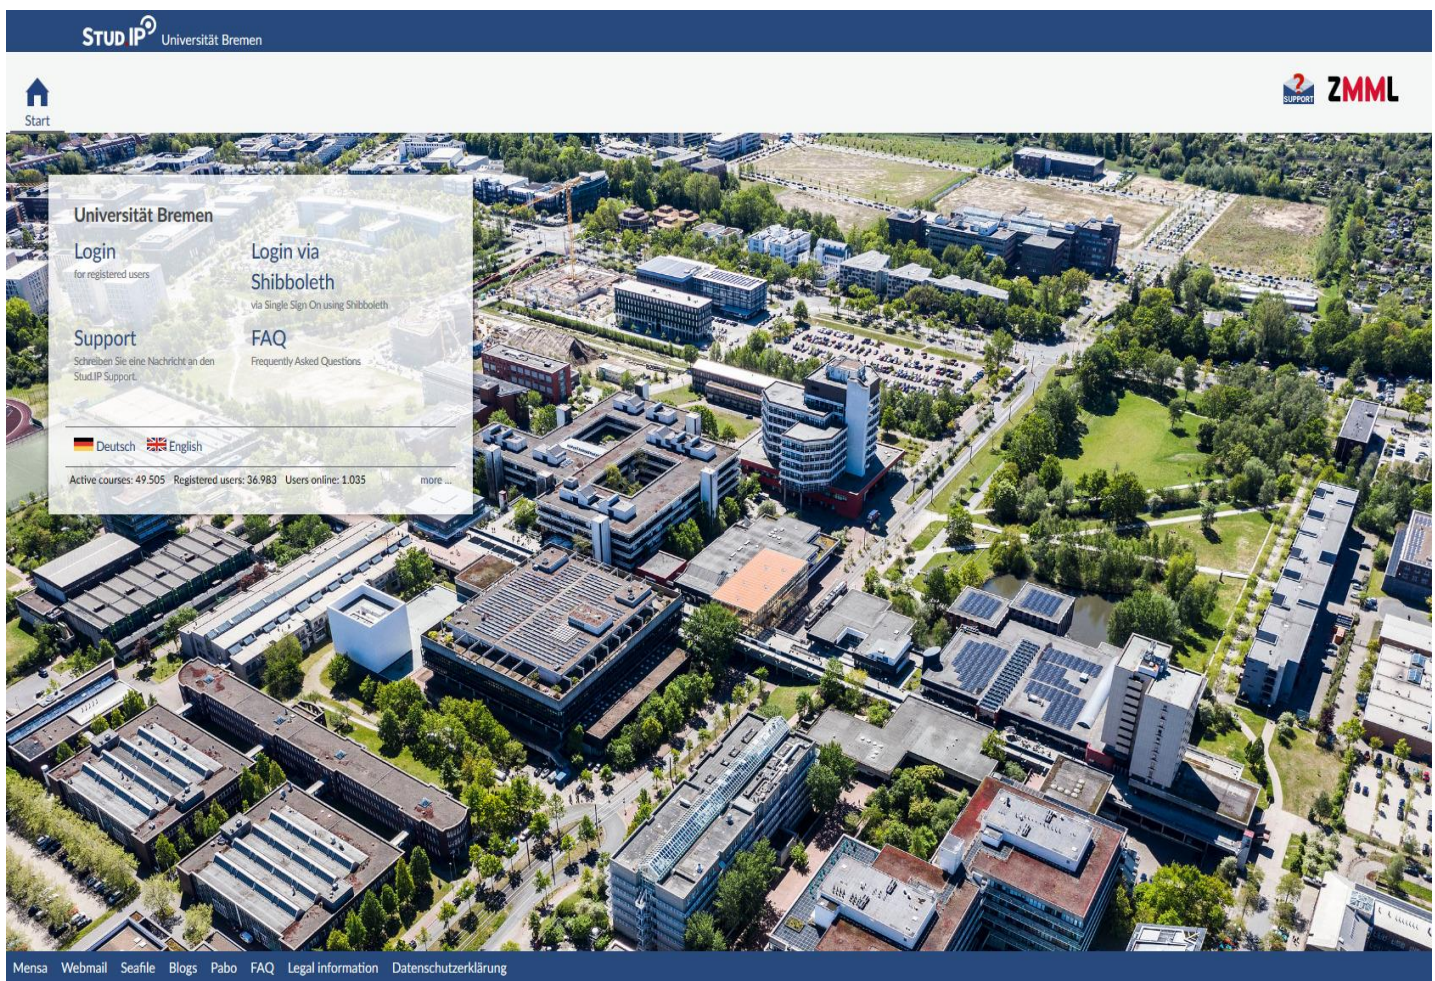 STUD.IP Universität Bremen
Start
?
SUPPORT
ZMML
Universität Bremen
Login
for registered users
Login via
Shibboleth
via Single Sign On using Shibboleth
Support
Schreiben Sie eine Nachricht an den
Stud.IP Support.
FAQ
Frequently Asked Questions
Deutsch English
Active courses: 49.505 Registered users: 36.983 Users online: 1.035 more ...
Mensa Webmail Seafile Blogs Pabo FAQ Legal information Datenschutzerklärung